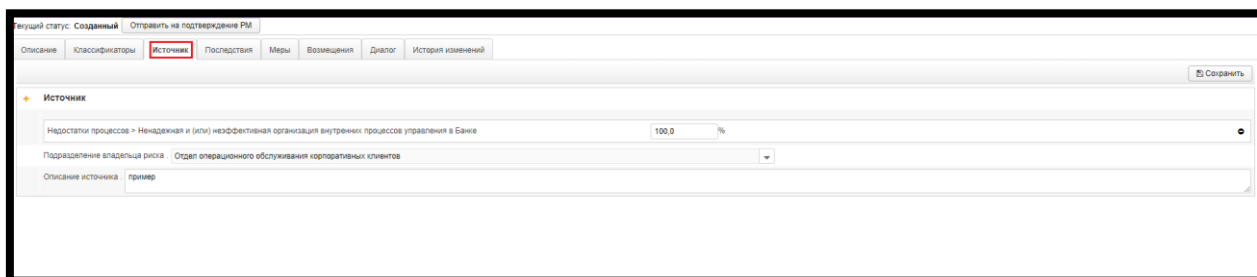 Текущий статус: Созданный Отправить на подтверждение РМ
Описание Классификаторы Источник Последствия Меры Возмещения Диалог История изменений
Сохранить
+ Источник
Недостатки процессов > Ненадежная и (или) неэффективная организация внутренних процессов управления в Банке 100,0 %
Подразделение владельца риска . Отдел операционного обслуживания корпоративных клиентов
Описание источника . пример